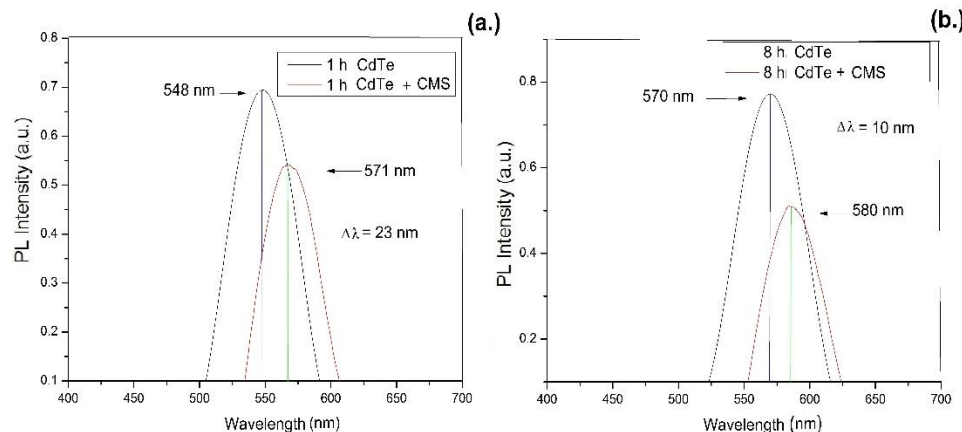 (a.)
0.8
0.7
0.6
0.5
0.4
0.3
0.2
0.1
PL Intensity (a.u.)
1 h CdTe
1 h CdTe + CMS
548 nm
571 nm
Δλ = 23 nm
400
450
500
550
600
650
700
Wavelength (nm)
(b.)
0.8
0.6
0.4
0.2
PL Intensity (a.u.)
8 h CdTe
8 h CdTe + CMS
570 nm
Δλ = 10 nm
580 nm
400
450
500
550
600
650
700
Wavelength (nm)